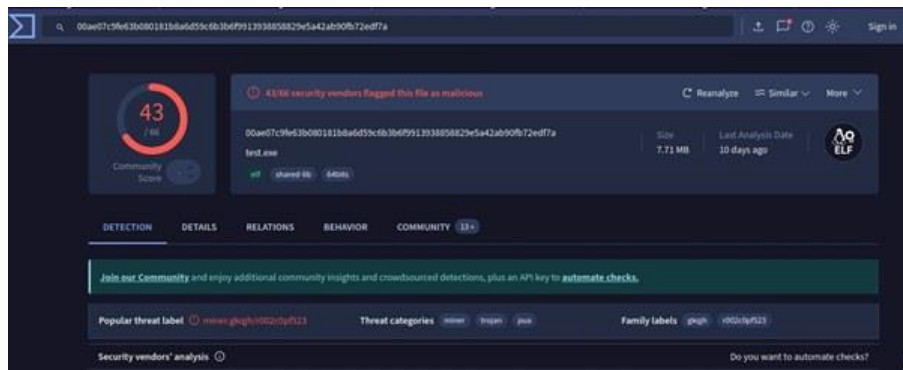 00ae07c9fe63b080181b8a6d59c6b3b6f9913938858829e5a42ab90fb72edf7a
Sign in
43
/ 66
Community
Score
43/66 security vendors flagged this file as malicious
Reanalyze
Similar
More
00ae07c9fe63b080181b8a6d59c6b3b6f9913938858829e5a42ab90fb72edf7a
test.exe
elf
shared-lib
64bits
Size
7.71 MB
Last Analysis Date
10 days ago
ELF
DETECTION
DETAILS
RELATIONS
BEHAVIOR
COMMUNITY 13+
Join our Community and enjoy additional community insights and crowdsourced detections, plus an API key to automate checks.
Popular threat label
Threat categories
miner
trojan
pua
Family labels
gkqjh
r002c0pf523
Security vendors' analysis
Do you want to automate checks?